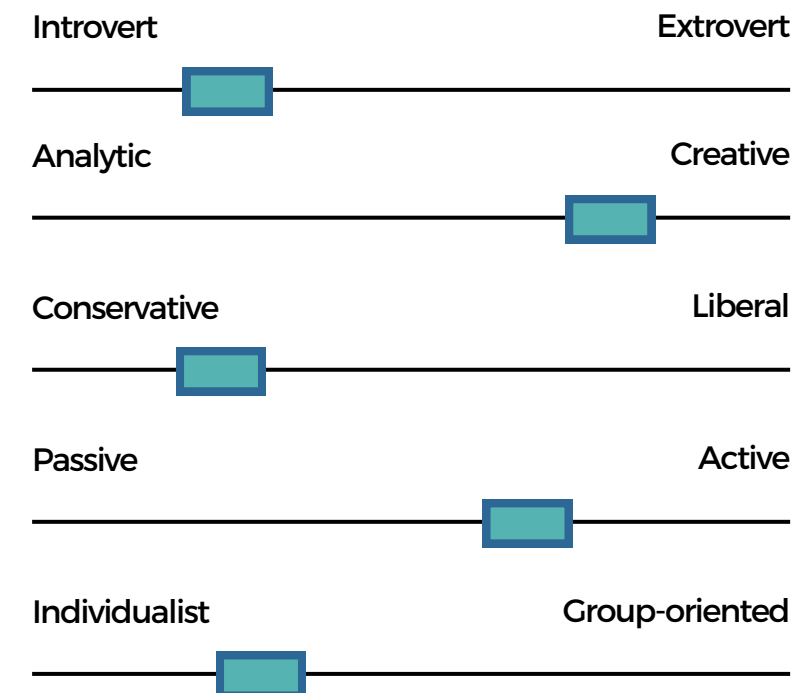 Introvert Extrovert
Analytic Creative
Conservative Liberal
Passive Active
Individualist Group-oriented